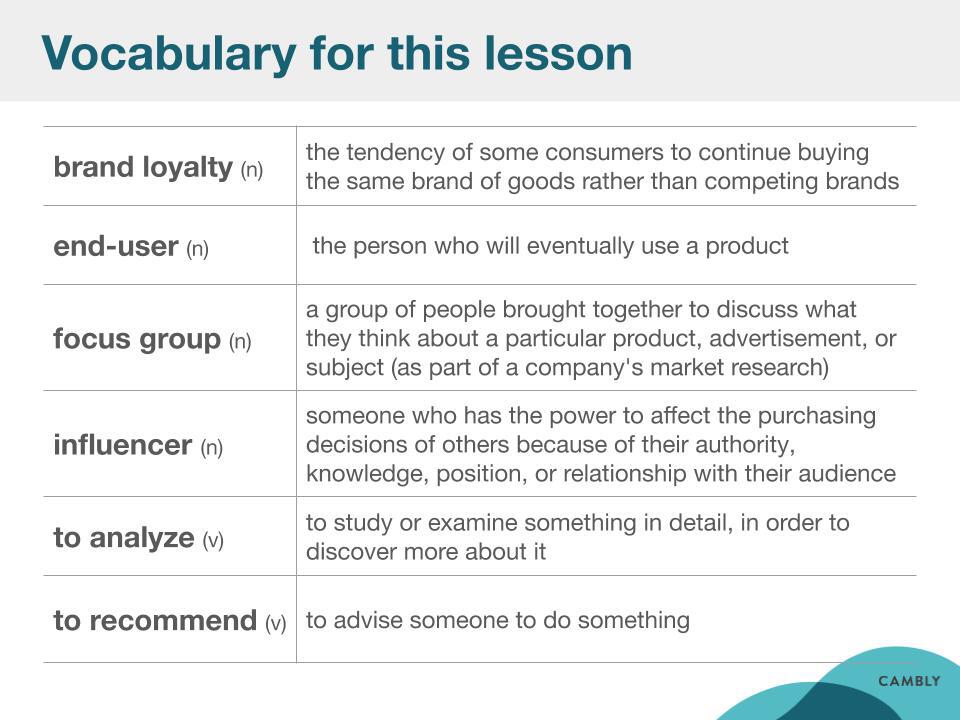 Vocabulary for this lesson
brand loyalty (n)
the tendency of some consumers to continue buying
the same brand of goods rather than competing brands
end-user (n)
the person who will eventually use a product
focus group (n)
a group of people brought together to discuss what
they think about a particular product, advertisement, or
subject (as part of a company's market research)
influencer (n)
someone who has the power to affect the purchasing
decisions of others because of their authority,
knowledge, position, or relationship with their audience
to analyze (v)
to study or examine something in detail, in order to
discover more about it
to recommend (v)
to advise someone to do something
CAMBLY